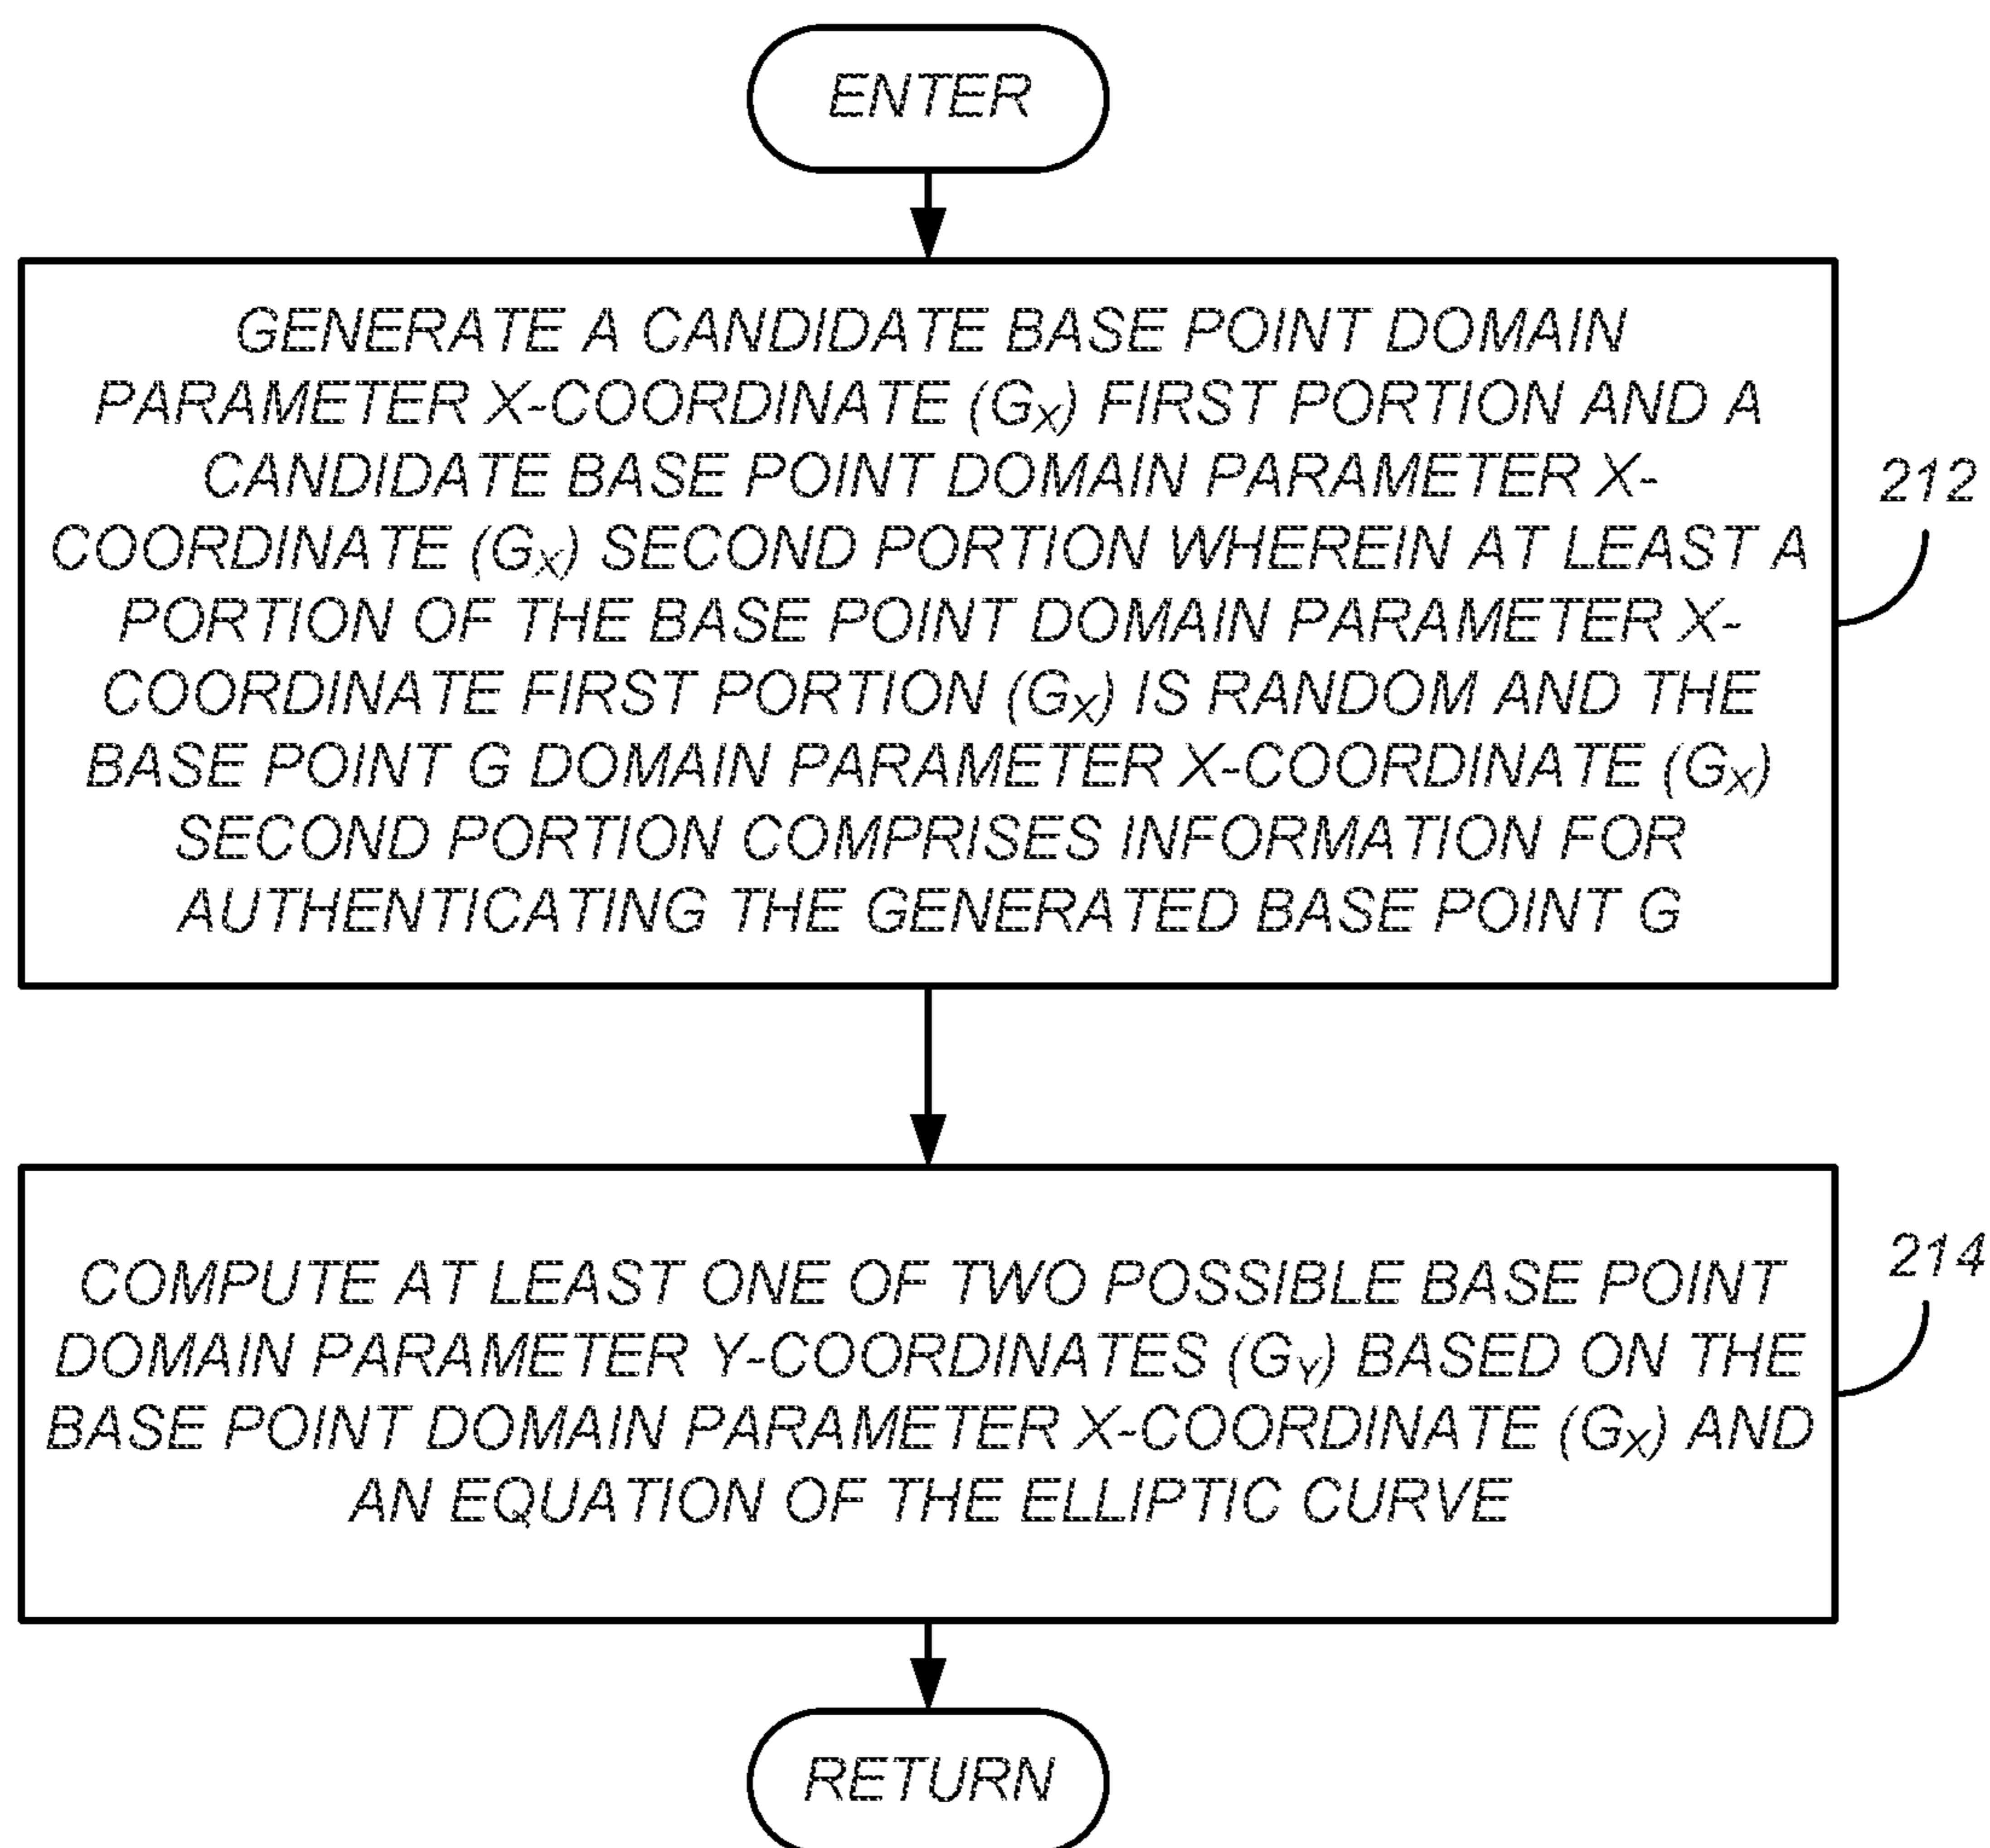 ENTER
GENERATE A CANDIDATE BASE POINT DOMAIN
PARAMETER X-COORDINATE (GX) FIRST PORTION AND A
CANDIDATE BASE POINT DOMAIN PARAMETER X-
COORDINATE (GX) SECOND PORTION WHEREIN AT LEAST A
PORTION OF THE BASE POINT DOMAIN PARAMETER X-
COORDINATE FIRST PORTION (GX) IS RANDOM AND THE
BASE POINT G DOMAIN PARAMETER X-COORDINATE (GX)
SECOND PORTION COMPRISES INFORMATION FOR
AUTHENTICATING THE GENERATED BASE POINT G
212
COMPUTE AT LEAST ONE OF TWO POSSIBLE BASE POINT
DOMAIN PARAMETER Y-COORDINATES (GY) BASED ON THE
BASE POINT DOMAIN PARAMETER X-COORDINATE (GX) AND
AN EQUATION OF THE ELLIPTIC CURVE
214
RETURN